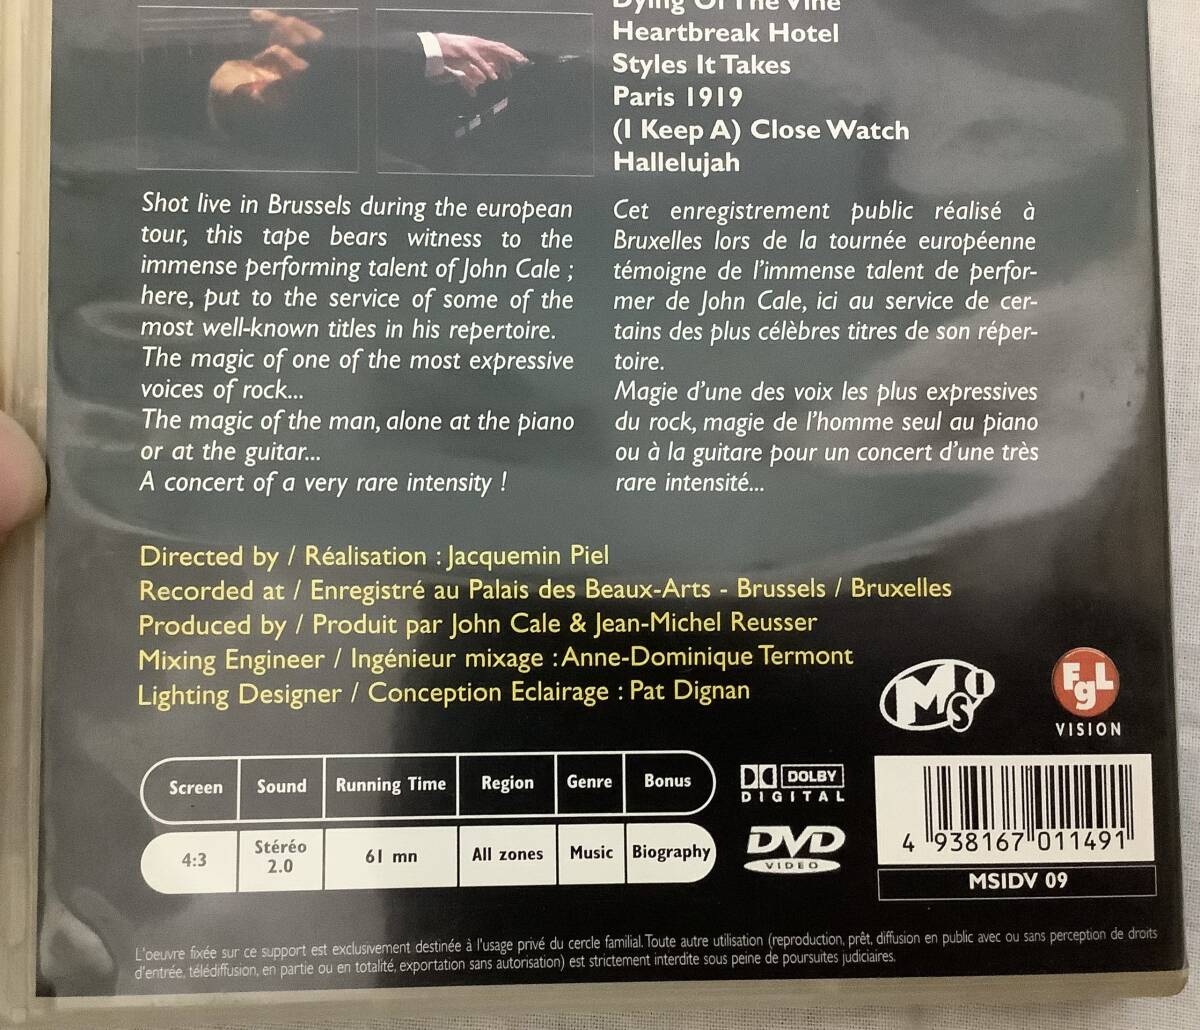 Dying Of The Vine
Heartbreak Hotel
Styles It Takes
Paris 1919
(I Keep A) Close Watch
Hallelujah
Shot live in Brussels during the european
tour, this tape bears witness to the
immense performing talent of John Cale ;
here, put to the service of some of the
most well-known titles in his repertoire.
The magic of one of the most expressive
voices of rock...
The magic of the man, alone at the piano
or at the guitar...
A concert of a very rare intensity !
Cet enregistrement public réalisé à
Bruxelles lors de la tournée européenne
témoigne de l'immense talent de perfor-
mer de John Cale, ici au service de cer-
tains des plus célèbres titres de son réper-
toire.
Magie d'une des voix les plus expressives
du rock, magie de l'homme seul au piano
ou à la guitare pour un concert d'une très
rare intensité...
Directed by / Réalisation : Jacquemin Piel
Recorded at / Enregistré au Palais des Beaux-Arts - Brussels / Bruxelles
Produced by / Produit par John Cale & Jean-Michel Reusser
Mixing Engineer / Ingénieur mixage : Anne-Dominique Termont
Lighting Designer / Conception Eclairage : Pat Dignan
MSI
FgL
VISION
Screen Sound Running Time Region Genre Bonus
4:3 Stéréo 2.0 61 mn All zones Music Biography
DOLBY
DIGITAL
DVD
VIDEO
4 938167 011491
MSIDV 09
L'oeuvre fixée sur ce support est exclusivement destinée à l'usage privé du cercle familial. Toute autre utilisation (reproduction, prêt, diffusion en public avec ou sans perception de droits
d'entrée, télédiffusion, en partie ou en totalité, exportation sans autorisation) est strictement interdite sous peine de poursuites judiciaires.